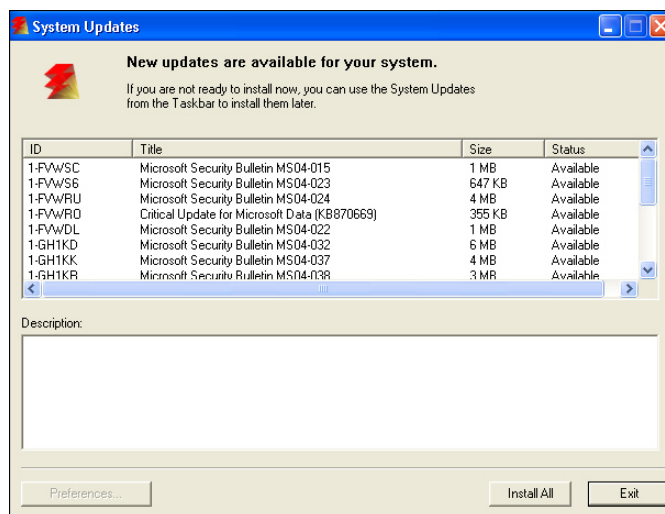 System Updates
New updates are available for your system.
If you are not ready to install now, you can use the System Updates
from the Taskbar to install them later.
ID Title Size Status
1-FVWSC Microsoft Security Bulletin MS04-015 1 MB Available
1-FVWS6 Microsoft Security Bulletin MS04-023 647 KB Available
1-FVWRU Microsoft Security Bulletin MS04-024 4 MB Available
1-FVWRO Critical Update for Microsoft Data (KB870669) 355 KB Available
1-FVWDL Microsoft Security Bulletin MS04-022 1 MB Available
1-GH1KD Microsoft Security Bulletin MS04-032 6 MB Available
1-GH1KK Microsoft Security Bulletin MS04-037 4 MB Available
1-GH1KR Microsoft Security Bulletin MS04-038 3 MB Available
Description:
Preferences... Install All Exit